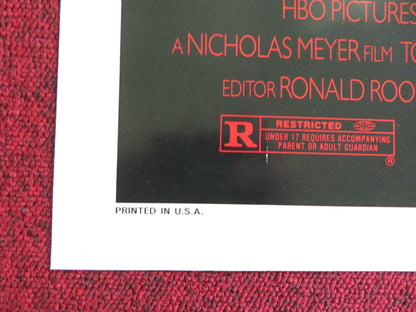 HBO PICTURES
A NICHOLAS MEYER FILM TO
EDITOR RONALD ROO
R RESTRICTED
UNDER 17 REQUIRES ACCOMPANYING
PARENT OR ADULT GUARDIAN
®
PRINTED IN U.S.A.